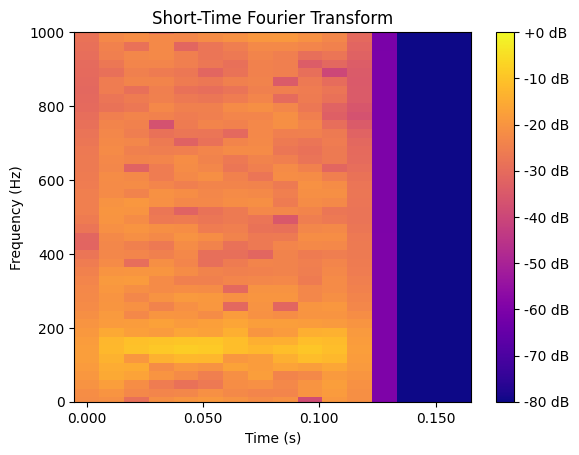 Short-Time Fourier Transform
Frequency (Hz)
1000
800
600
400
200
0
0.000
0.050
0.100
0.150
Time (s)
+0 dB
-10 dB
-20 dB
-30 dB
-40 dB
-50 dB
-60 dB
-70 dB
-80 dB